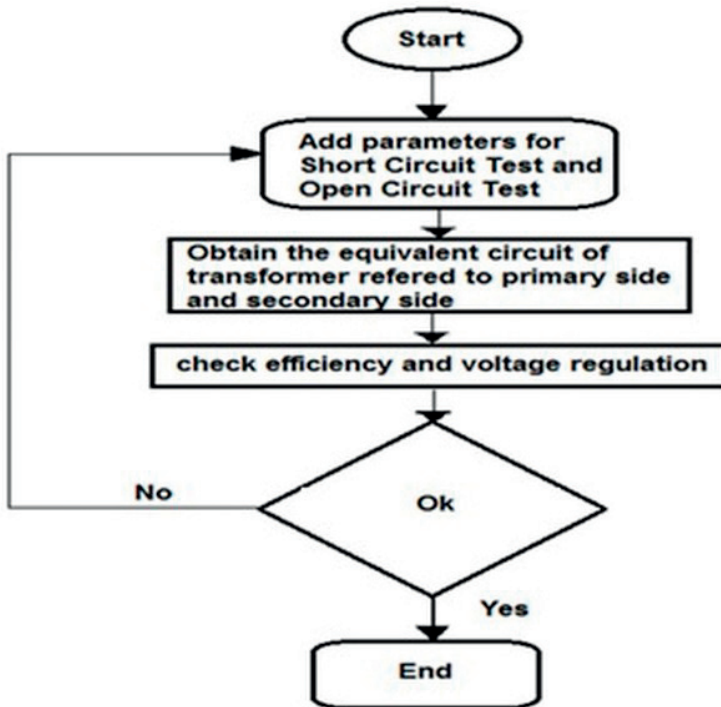 Start
Add parameters for
Short Circuit Test and
Open Circuit Test
Obtain the equivalent circuit of
transformer refered to primary side
and secondary side
check efficiency and voltage regulation
Ok
No
Yes
End